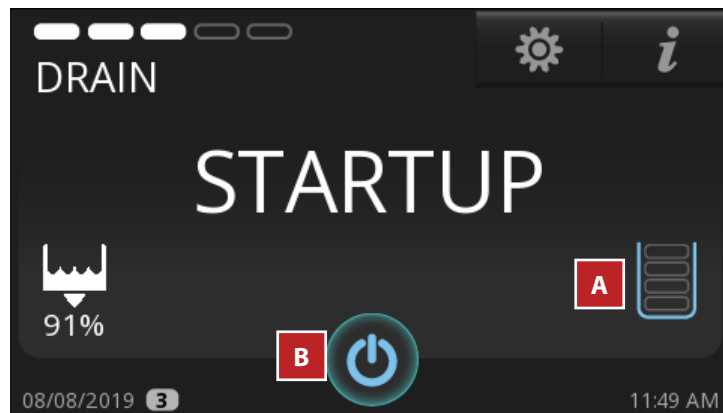 DRAIN
i
STARTUP
A
91%
B
08/08/2019 3
11:49 AM